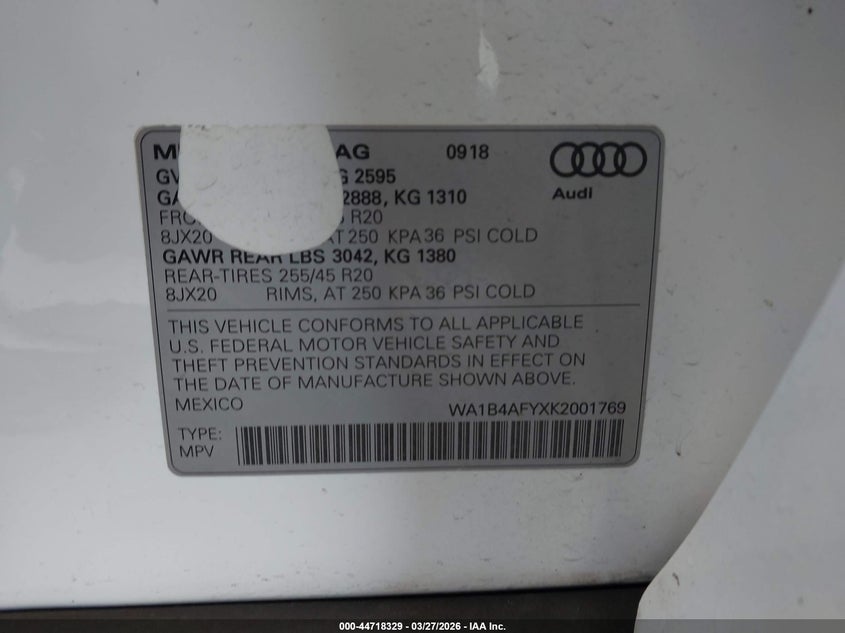 AG 0918
2595
2888, KG 1310
R20
8JX20 AT 250 KPA 36 PSI COLD
GAWR REAR LBS 3042, KG 1380
REAR-TIRES 255/45 R20
8JX20 RIMS, AT 250 KPA 36 PSI COLD
Audi
THIS VEHICLE CONFORMS TO ALL APPLICABLE
U.S. FEDERAL MOTOR VEHICLE SAFETY AND
THEFT PREVENTION STANDARDS IN EFFECT ON
THE DATE OF MANUFACTURE SHOWN ABOVE.
MEXICO WA1B4AFYXK2001769
TYPE:
MPV
000-44718329 - 03/27/2026 - IAA Inc.